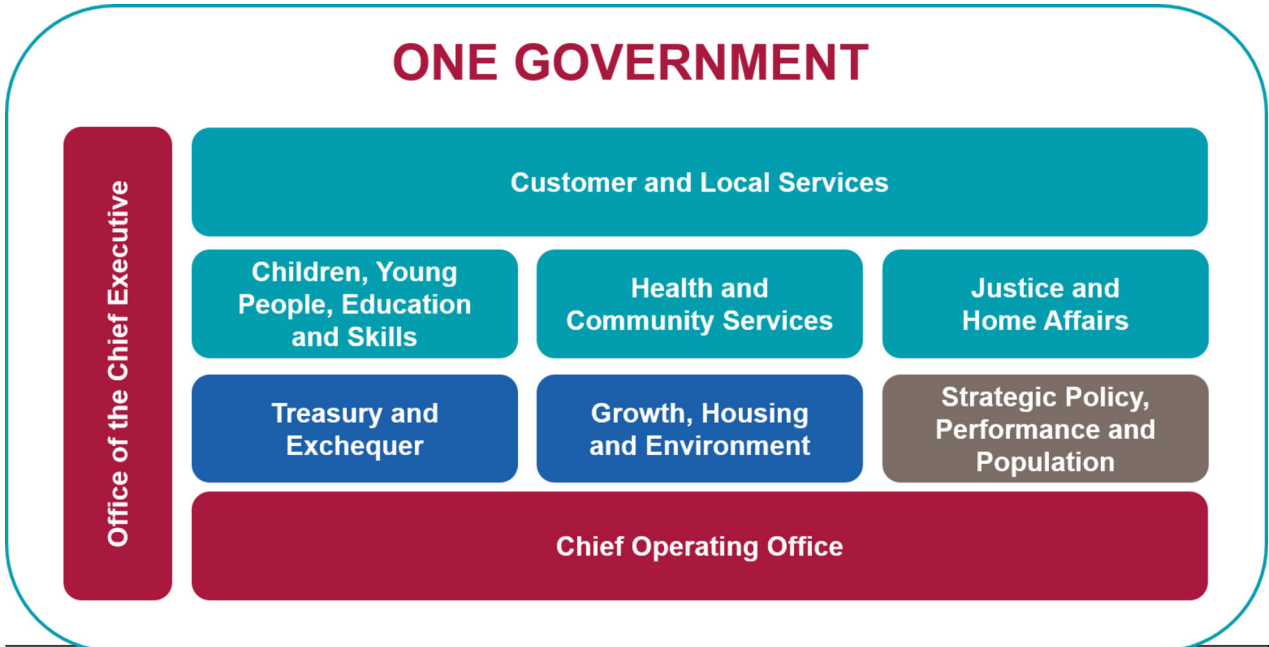 ONE GOVERNMENT
Office of the Chief Executive
Customer and Local Services
Children, Young
People, Education
and Skills
Health and
Community Services
Justice and
Home Affairs
Treasury and
Exchequer
Growth, Housing
and Environment
Strategic Policy,
Performance and
Population
Chief Operating Office